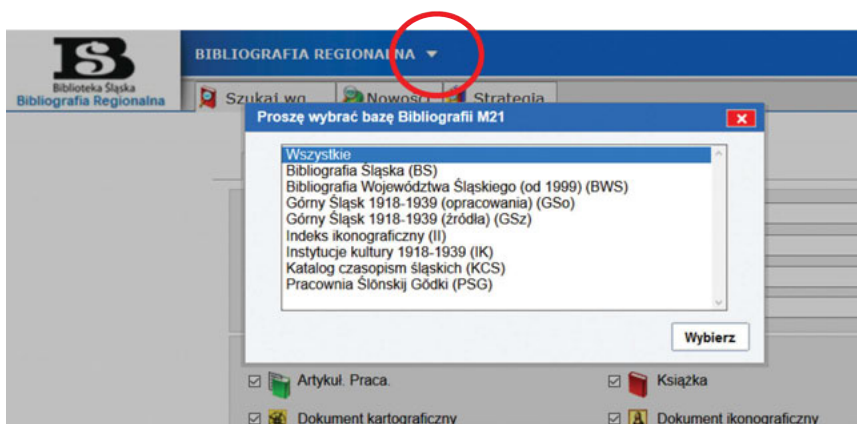 BIBLIOGRAFIA REGIONALNA
Biblioteka Śląska
Bibliografia Regionalna
Szukaj wg Nowości Strategia
Proszę wybrać bazę Bibliografii M21
Wszystkie
Bibliografia Śląska (BS)
Bibliografia Województwa Śląskiego (od 1999) (BWS)
Górny Śląsk 1918-1939 (opracowania) (GSo)
Górny Śląsk 1918-1939 (źródła) (GSz)
Indeks ikonograficzny (II)
Instytucje kultury 1918-1939 (IK)
Katalog czasopism śląskich (KCS)
Pracownia Ślōnskij Gŏdki (PSG)
Wybierz
Artykuł. Praca. Książka
Dokument kartograficzny Dokument ikonograficzny